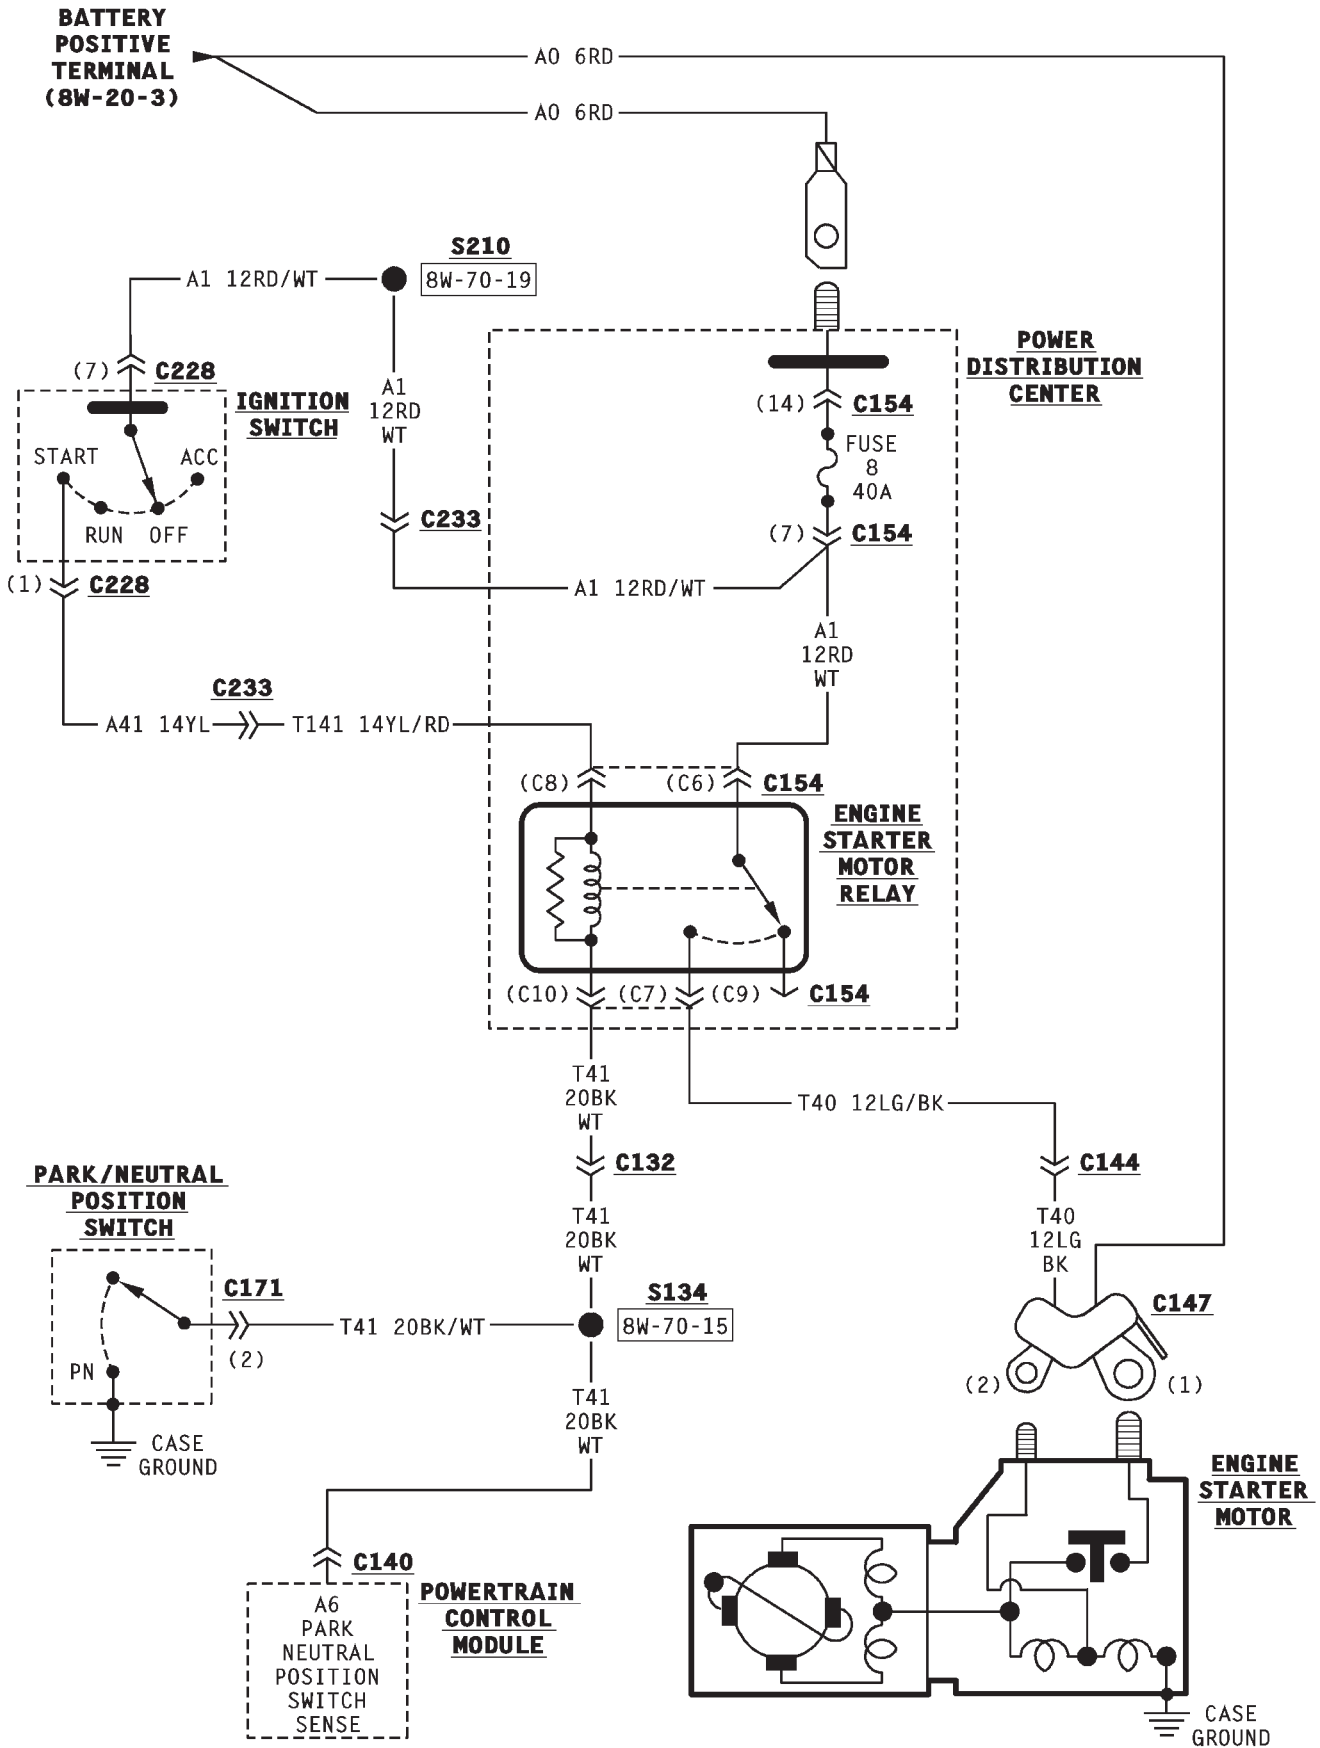 BATTERY
POSITIVE
TERMINAL
(8W-20-3)
A0 6RD
A0 6RD
S210
8W-70-19
A1 12RD/WT
(7)
C228
IGNITION
SWITCH
START
ACC
RUN
OFF
(1)
C228
A1
12RD
WT
C233
POWER
DISTRIBUTION
CENTER
(14)
C154
FUSE
8
40A
(7)
C154
A1 12RD/WT
A1
12RD
WT
C233
A41 14YL
T141 14YL/RD
(C8)
(C6)
C154
ENGINE
STARTER
MOTOR
RELAY
(C10)
(C7)
(C9)
C154
T41
20BK
WT
T40 12LG/BK
C132
C144
PARK/NEUTRAL
POSITION
SWITCH
T41
20BK
WT
T40
12LG
BK
C171
(2)
PN
CASE
GROUND
T41 20BK/WT
S134
8W-70-15
C147
(2)
(1)
T41
20BK
WT
ENGINE
STARTER
MOTOR
C140
POWERTRAIN
CONTROL
MODULE
A6
PARK
NEUTRAL
POSITION
SWITCH
SENSE
CASE
GROUND